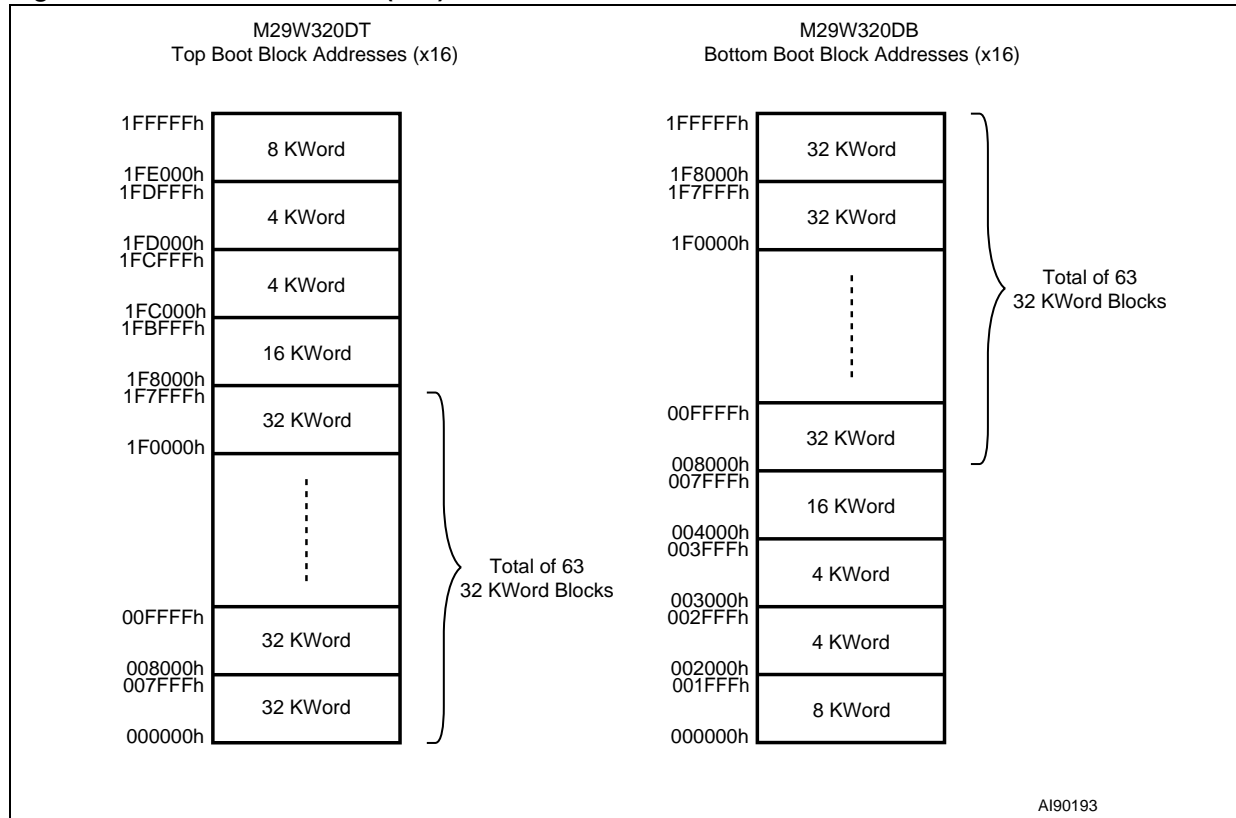 M29W320DT
Top Boot Block Addresses (x16)
1FFFFFh
8 KWord
1FE000h
1FDFFFh
4 KWord
1FD000h
1FCFFFh
4 KWord
1FC000h
1FBFFFh
16 KWord
1F8000h
1F7FFFh
32 KWord
1F0000h
Total of 63
32 KWord Blocks
00FFFFh
32 KWord
008000h
007FFFh
32 KWord
000000h
M29W320DB
Bottom Boot Block Addresses (x16)
1FFFFFh
32 KWord
1F8000h
1F7FFFh
32 KWord
1F0000h
Total of 63
32 KWord Blocks
00FFFFh
32 KWord
008000h
007FFFh
16 KWord
004000h
003FFFh
4 KWord
003000h
002FFFh
4 KWord
002000h
001FFFh
8 KWord
000000h
AI90193